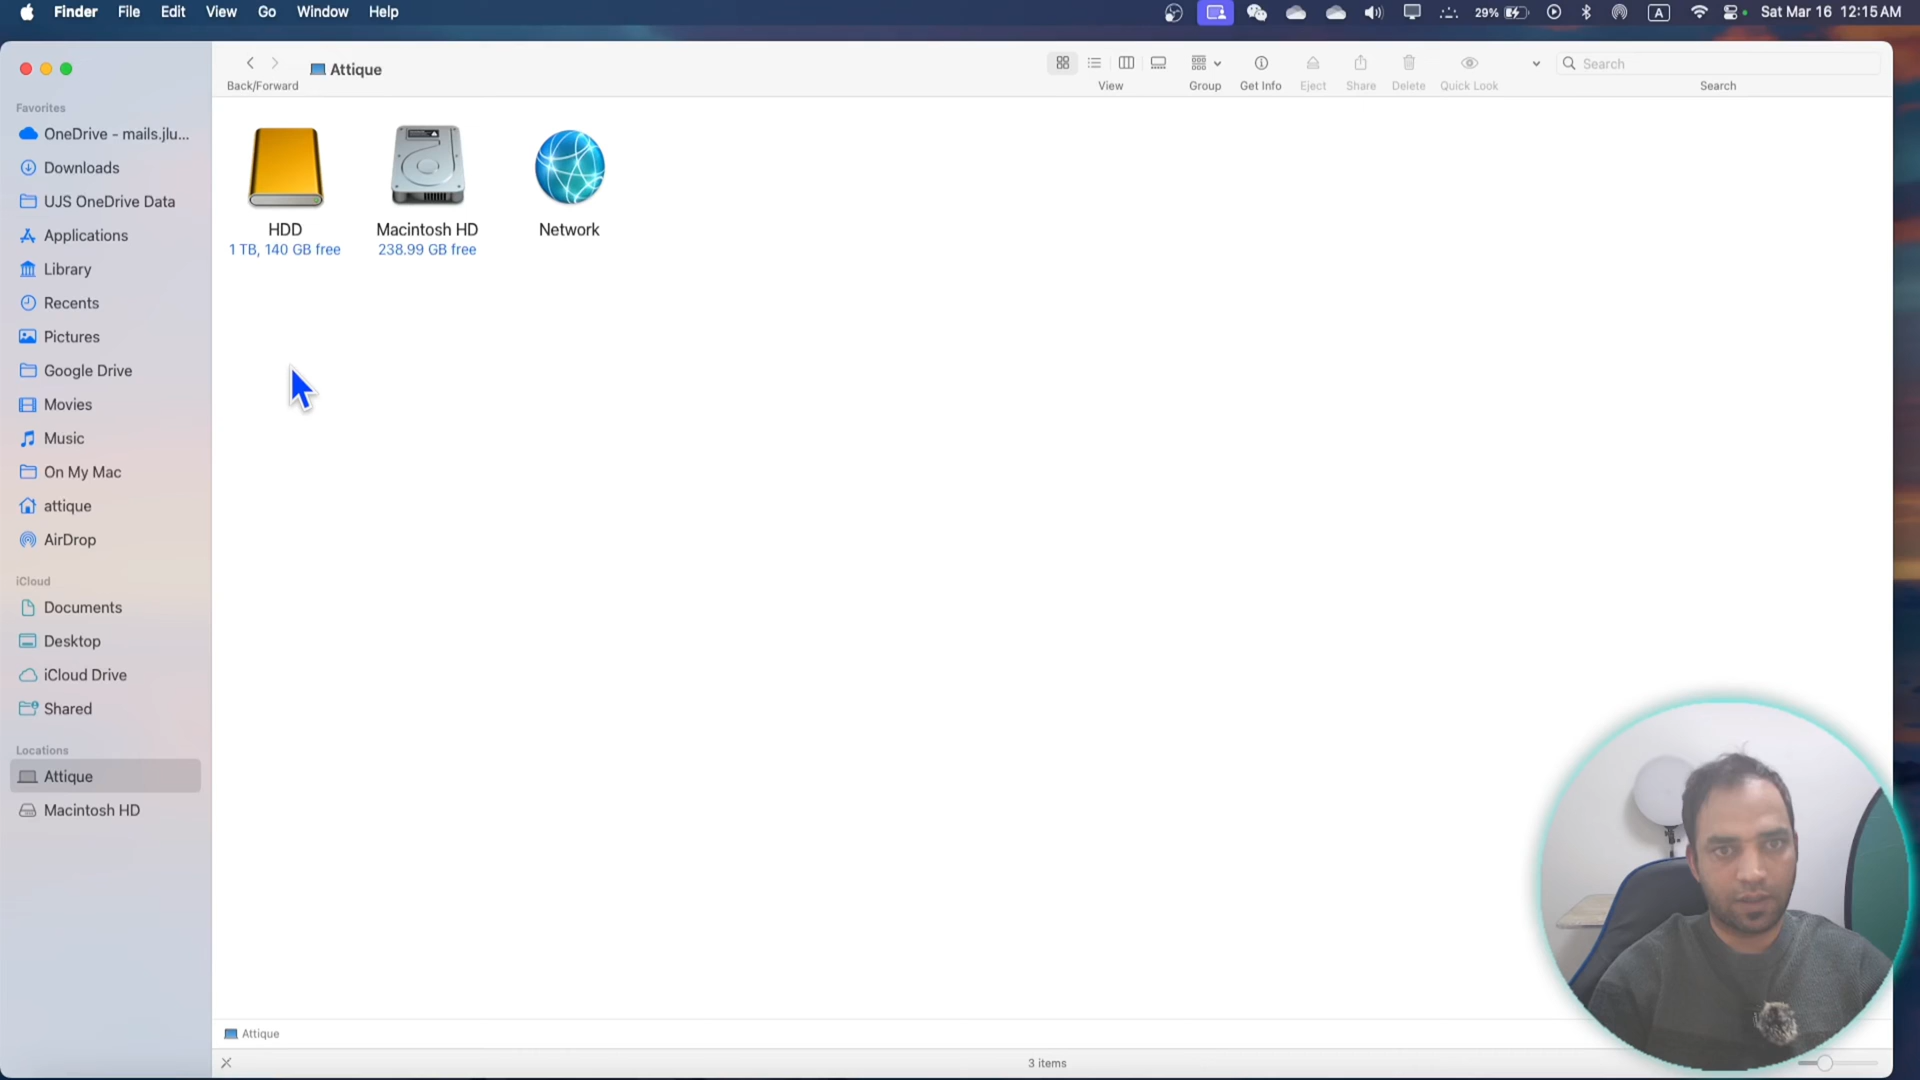 Finder File Edit View Go Window Help
29% A Sat Mar 16 12:15 AM
Back/Forward
Attique
View
Group
Get Info
Eject
Share
Delete
Quick Look
Search
Search
Favorites
OneDrive - mails.jlu...
Downloads
UJS OneDrive Data
Applications
Library
Recents
Pictures
Google Drive
Movies
Music
On My Mac
attique
AirDrop
iCloud
Documents
Desktop
iCloud Drive
Shared
Locations
Attique
Macintosh HD
HDD
1 TB, 140 GB free
Macintosh HD
238.99 GB free
Network
Attique
3 items